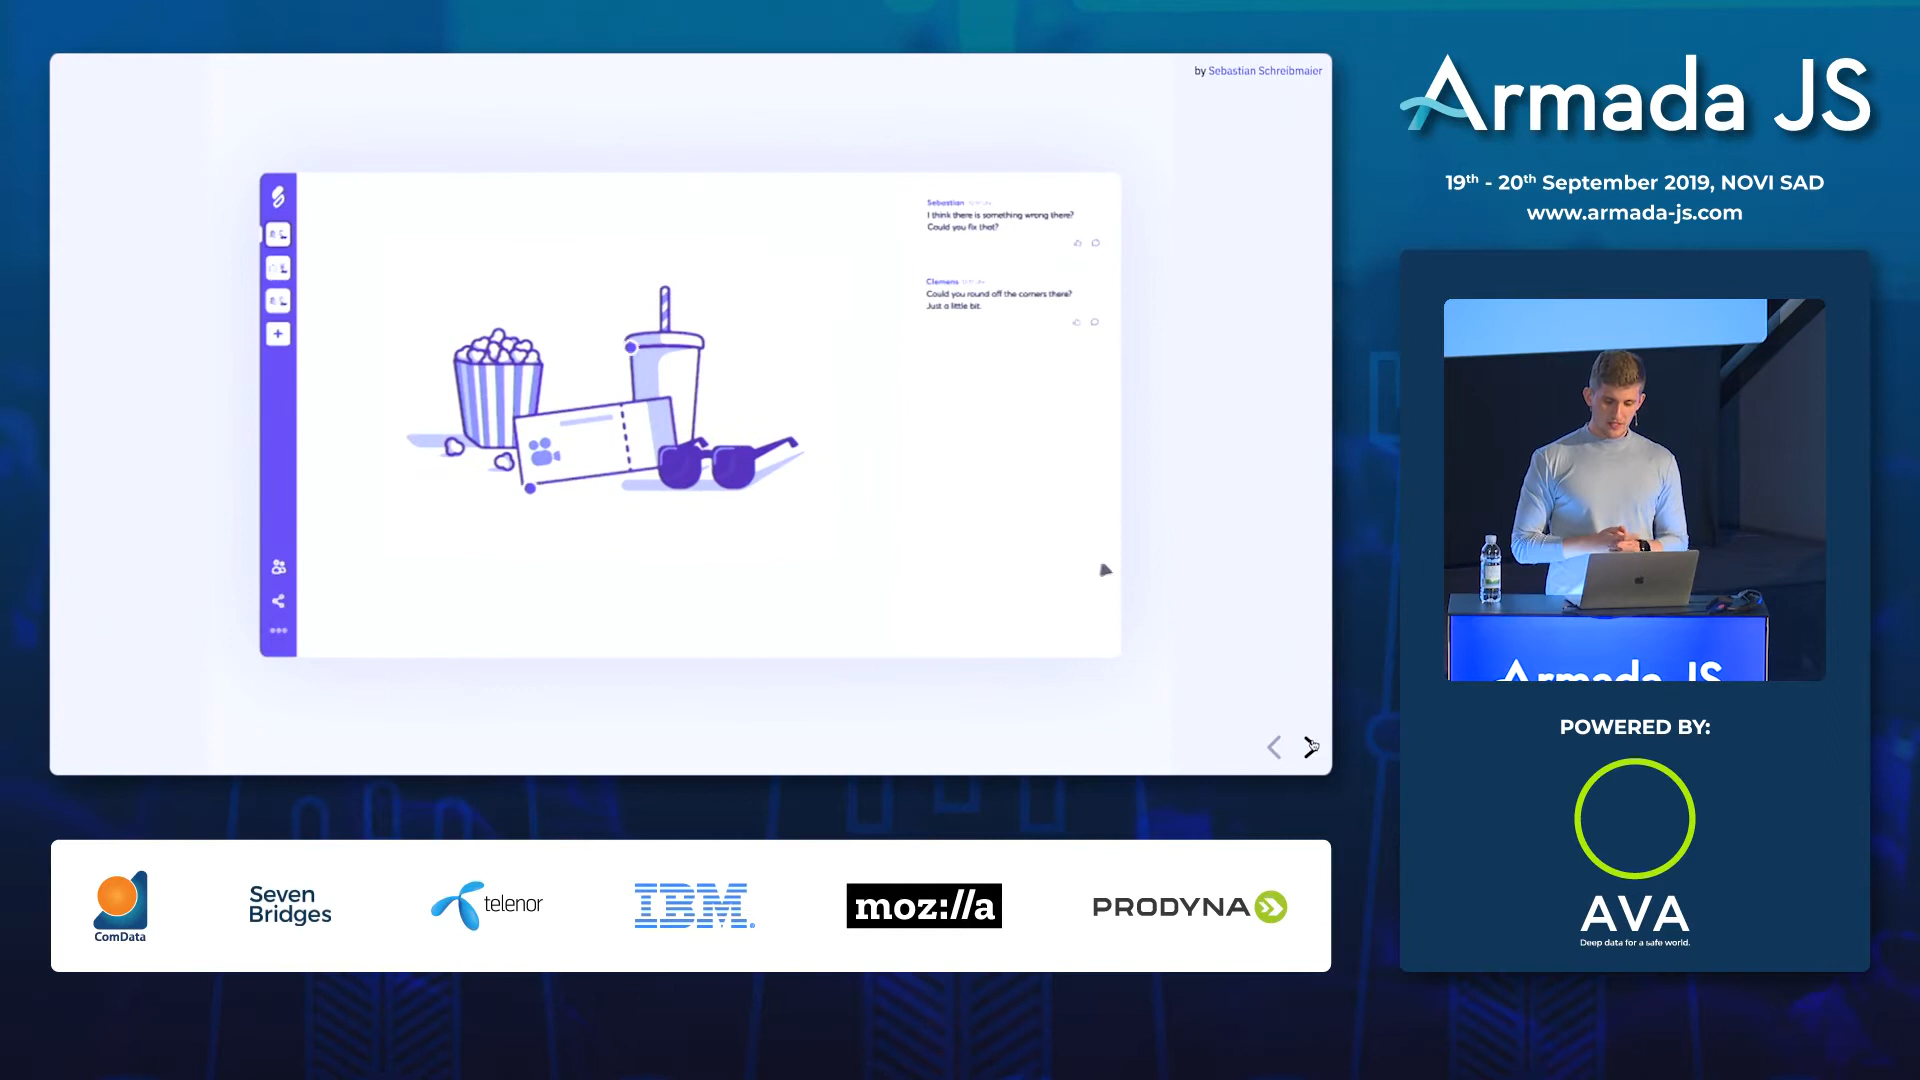 by Sebastian Schreibmaier
Sebastian
I think there is something wrong there?
Could you fix that?
Clemens
Could you round off the corners there?
Just a little bit.
Armada JS
19th - 20th September 2019, NOVI SAD
www.armada-js.com
Armada JS
POWERED BY:
AVA
Deep data for a safe world.
ComData
Seven
Bridges
telenor
IBM
moz://a
PRODYNA